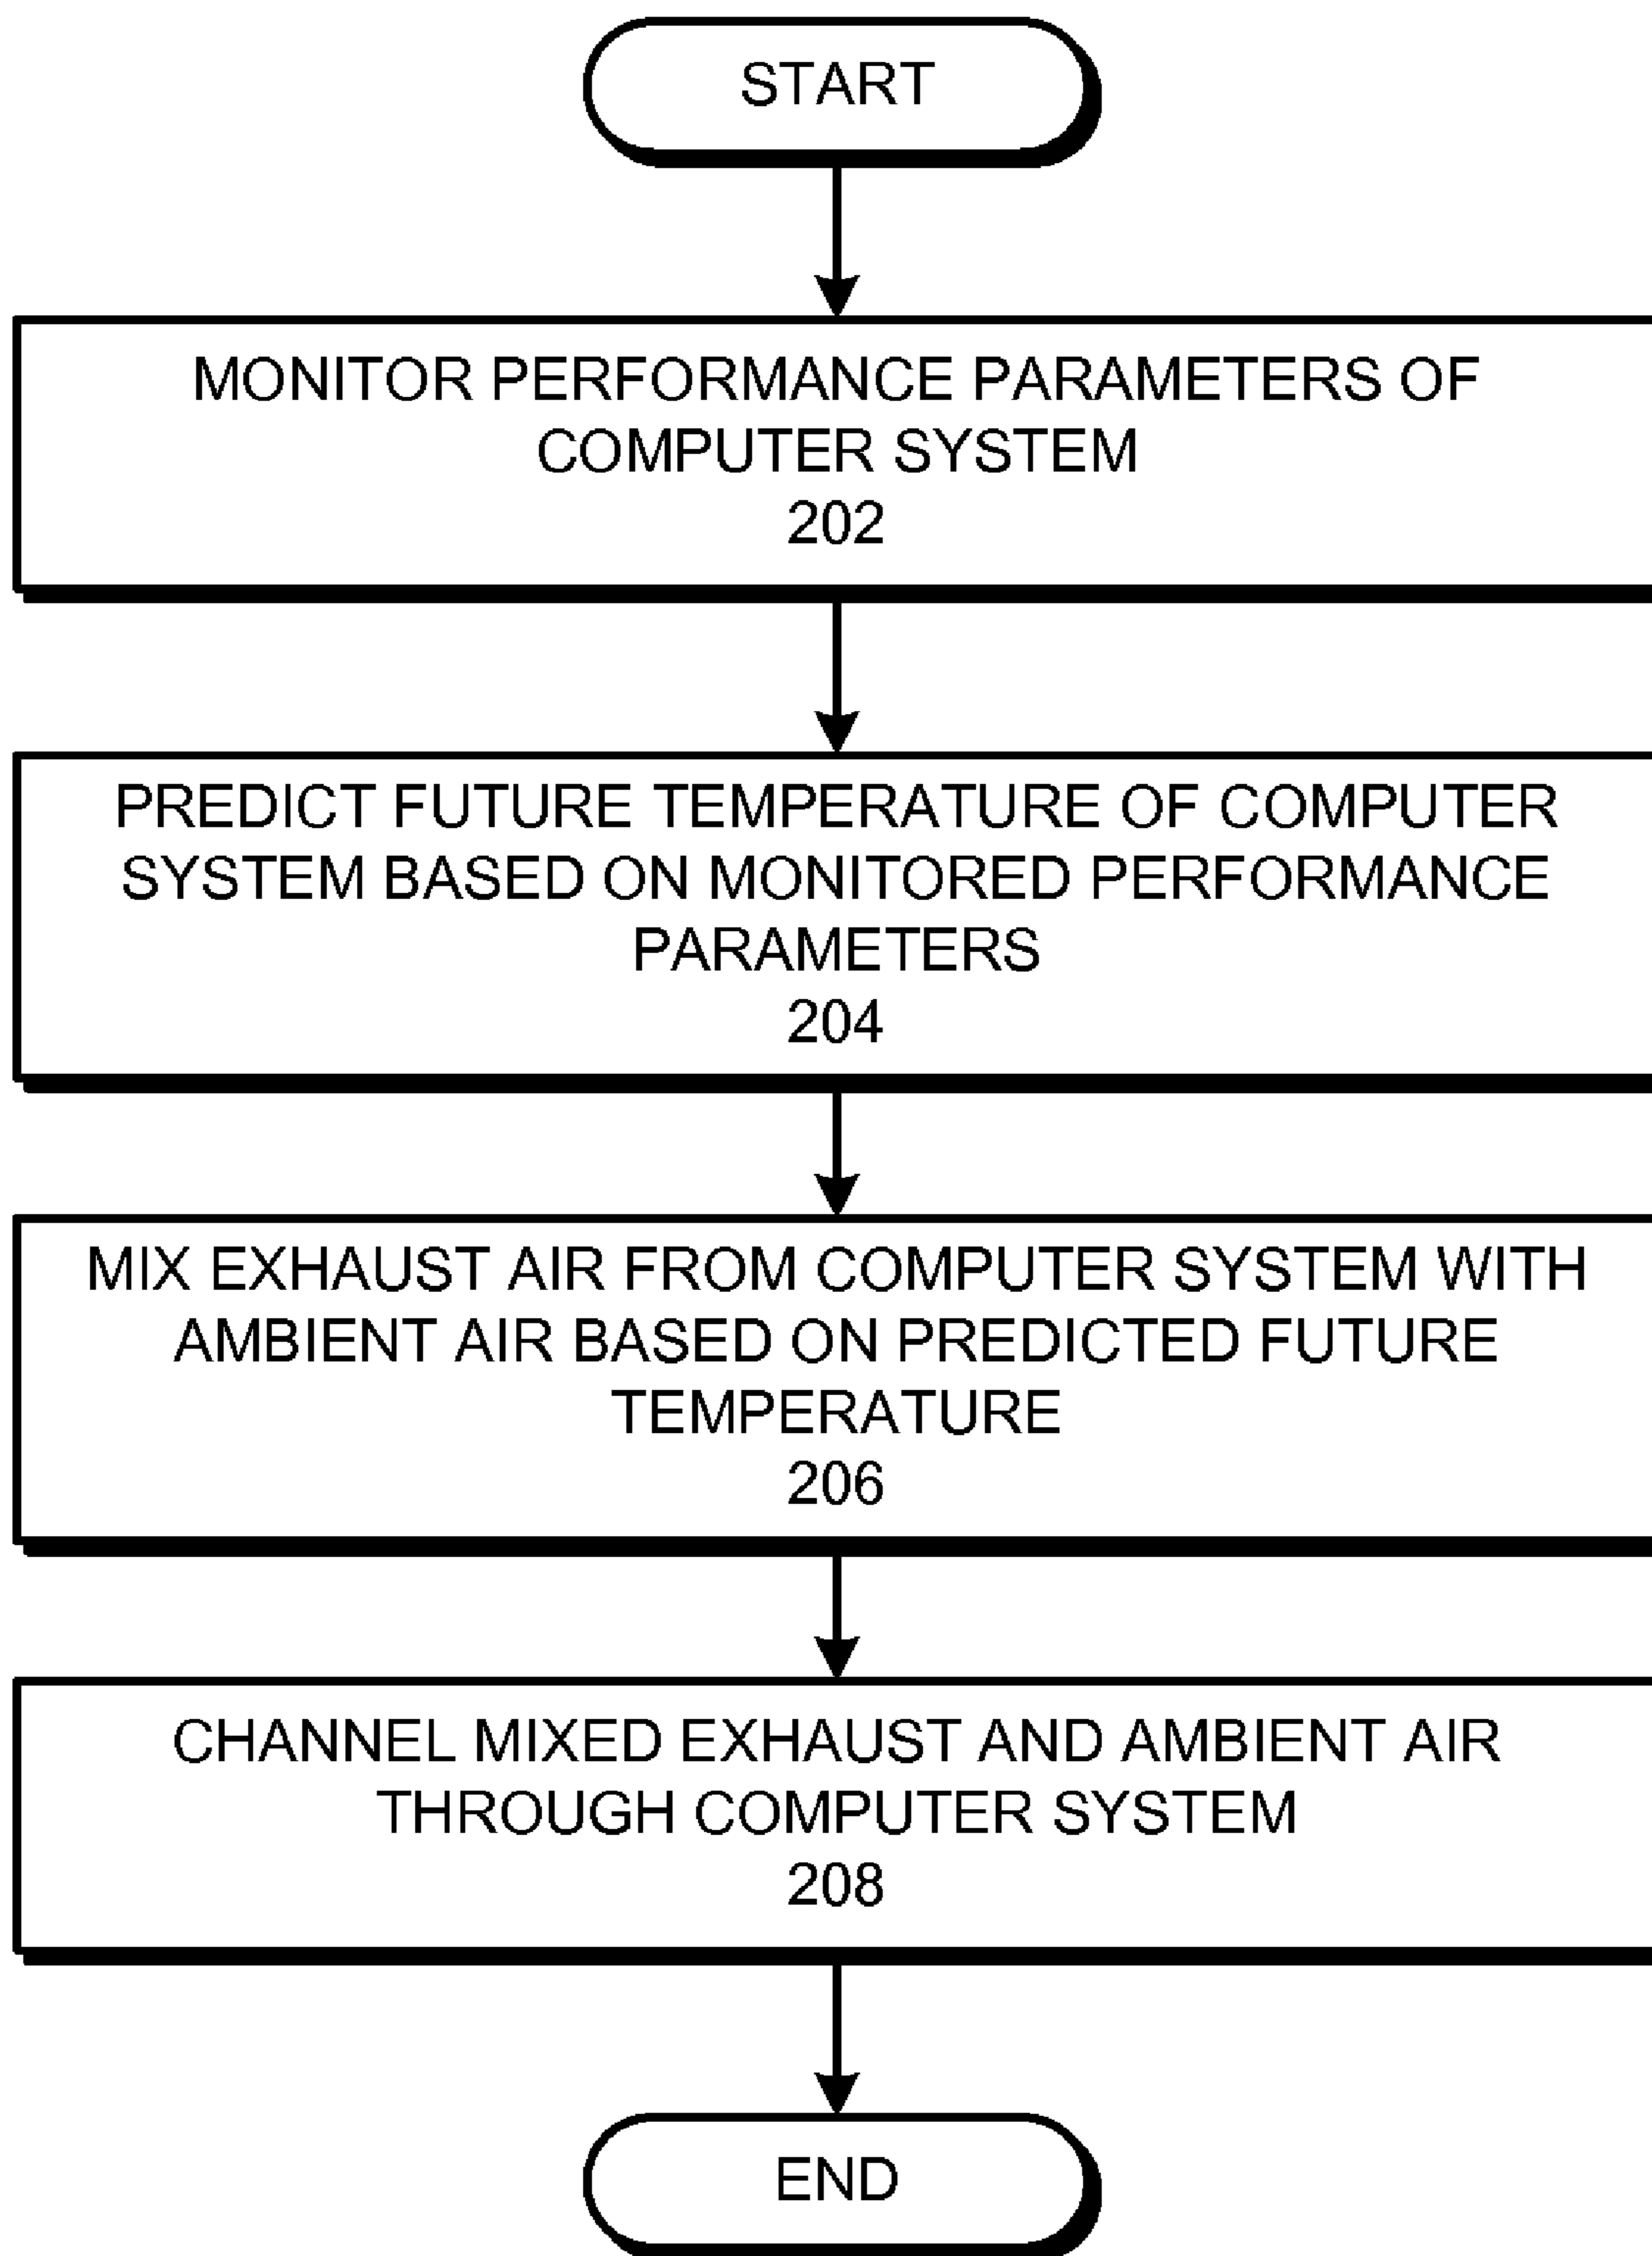 START
MONITOR PERFORMANCE PARAMETERS OF
COMPUTER SYSTEM
202
PREDICT FUTURE TEMPERATURE OF COMPUTER
SYSTEM BASED ON MONITORED PERFORMANCE
PARAMETERS
204
MIX EXHAUST AIR FROM COMPUTER SYSTEM WITH
AMBIENT AIR BASED ON PREDICTED FUTURE
TEMPERATURE
206
CHANNEL MIXED EXHAUST AND AMBIENT AIR
THROUGH COMPUTER SYSTEM
208
END